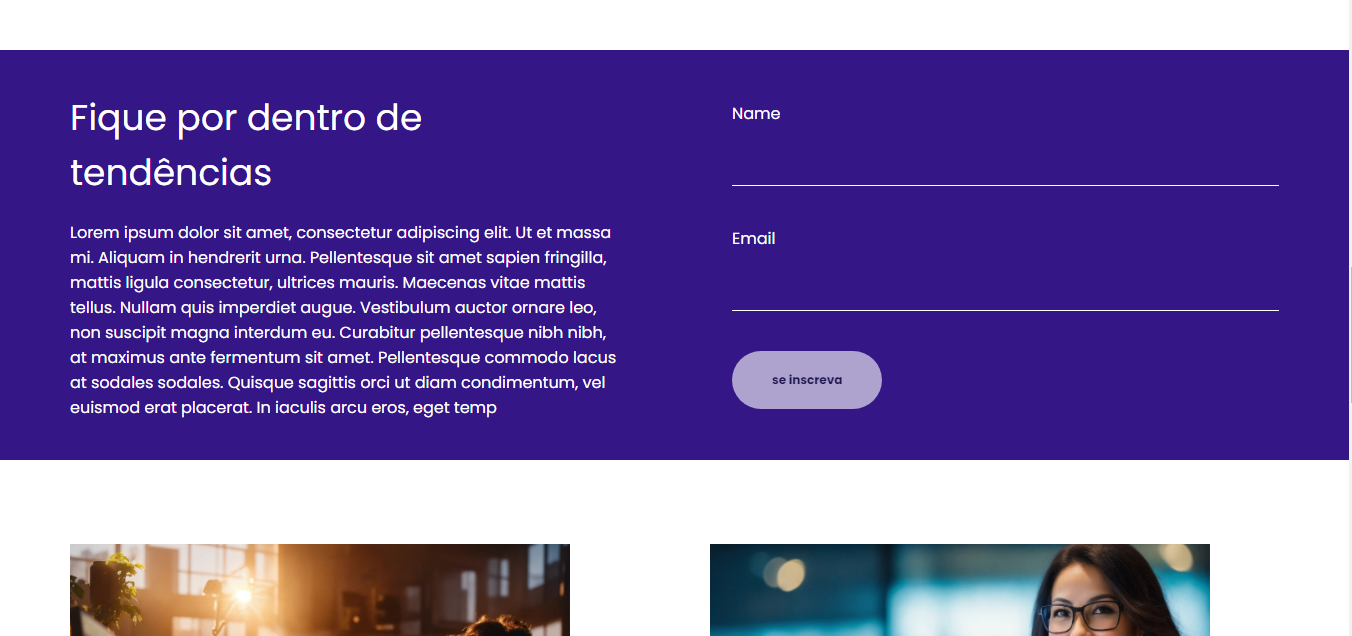 Fique por dentro de
tendências
Lorem ipsum dolor sit amet, consectetur adipiscing elit. Ut et massa
mi. Aliquam in hendrerit urna. Pellentesque sit amet sapien fringilla,
mattis ligula consectetur, ultrices mauris. Maecenas vitae mattis
tellus. Nullam quis imperdiet augue. Vestibulum auctor ornare leo,
non suscipit magna interdum eu. Curabitur pellentesque nibh nibh,
at maximus ante fermentum sit amet. Pellentesque commodo lacus
at sodales sodales. Quisque sagittis orci ut diam condimentum, vel
euismod erat placerat. In iaculis arcu eros, eget temp
Name
Email
se inscreva